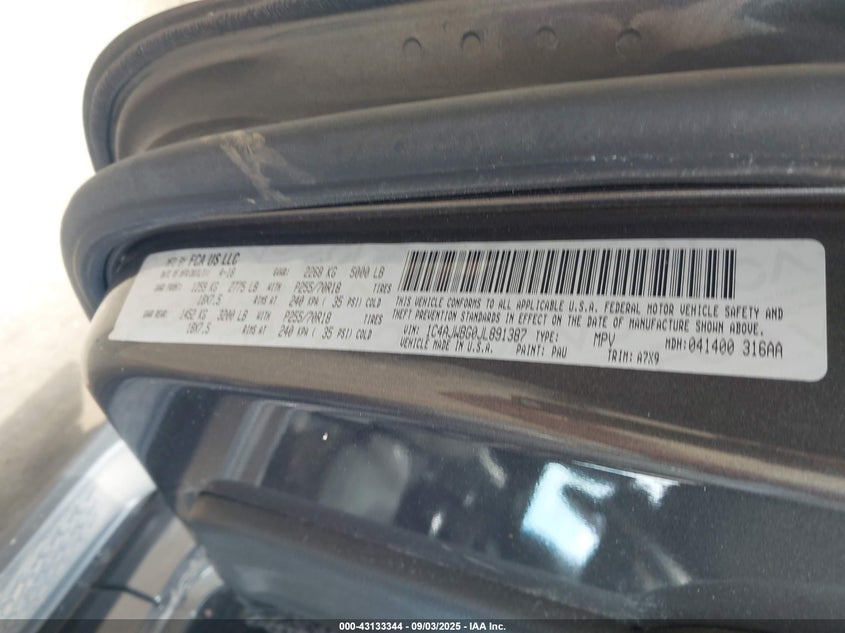 MFD BY: FCA US LLC
DATE OF MFR: 4-18 GVWR: 2268 KG 5000 LB
GAWR FRONT: 1259 KG 2775 LB WITH P255/70R18 TIRES
18X7.5 RIMS AT 240 KPA ( 35 PSI) COLD
GAWR REAR: 1452 KG 3200 LB WITH P255/70R18 TIRES
18X7.5 RIMS AT 240 KPA ( 35 PSI) COLD
THIS VEHICLE CONFORMS TO ALL APPLICABLE U.S.A. FEDERAL MOTOR VEHICLE SAFETY AND
THEFT PREVENTION STANDARDS IN EFFECT ON THE DATE OF MANUFACTURE SHOWN ABOVE.
VIN: 1C4AJWBG0JL891387 TYPE: MPV MDH: 041400 316AA
VEHICLE MADE IN U.S.A. PAINT: PAU TRIM: A7X9
000-43133344 | 09/03/2025 - IAA Inc.